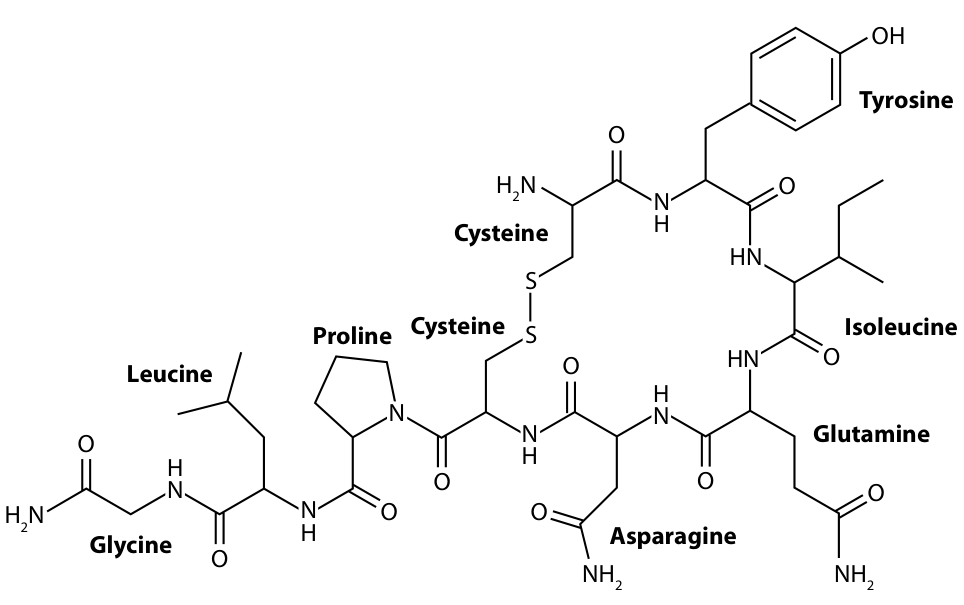 OH
Tyrosine
O
H₂N
O
N
H
Cysteine
HN
S
Cysteine
S
Isoleucine
Proline
O
HN
Leucine
O
H
N
N
Glutamine
O
N
H
H
N
O
O
O
H₂N
N
H
O
O
Asparagine
Glycine
O
NH₂
NH₂